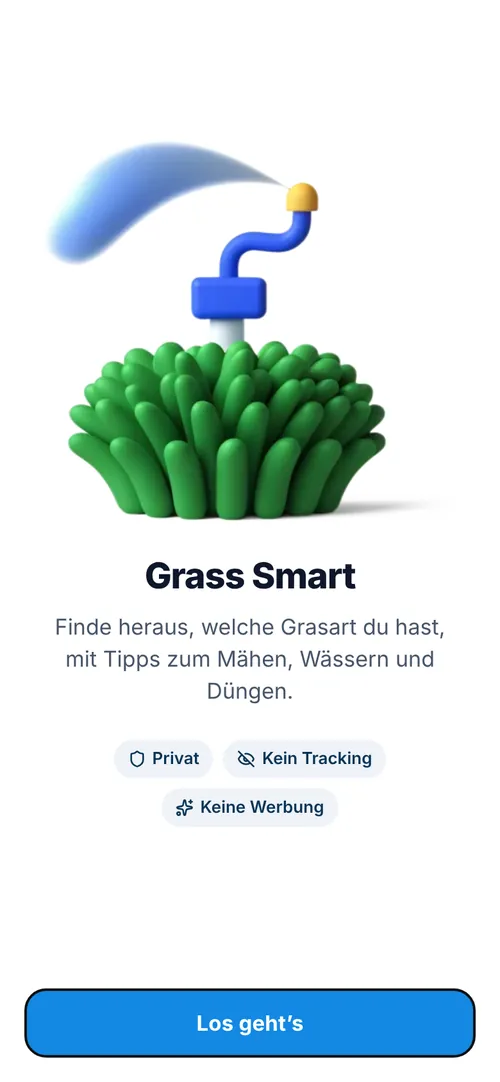 Grass Smart
Finde heraus, welche Grasart du hast,
mit Tipps zum Mähen, Wässern und
Düngen.
Privat
Kein Tracking
Keine Werbung
Los geht’s